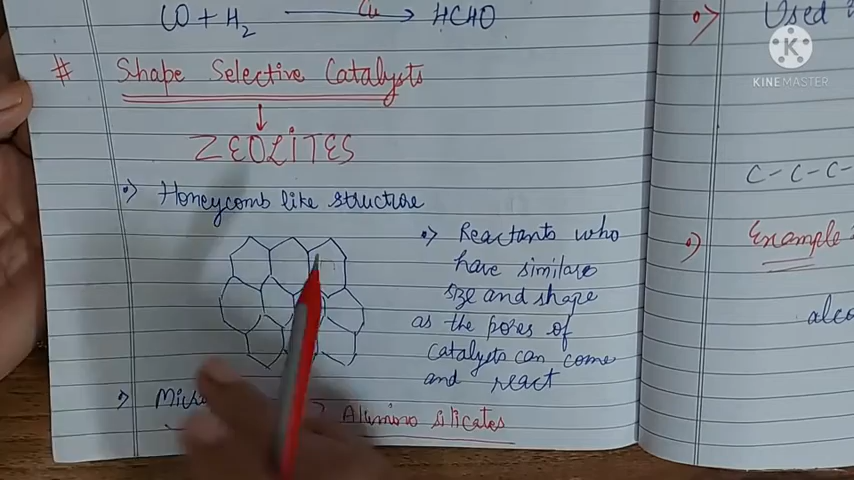 CO + H2 → Cu HCHO
# Shape Selective Catalysts
ZEOLITES
Honeycomb like structure
Reactants who
have similar
size and shape
as the pores of
catalysts can come
and react
Alumino silicates
Used
C - C - C -
Example
K
KINEMASTER